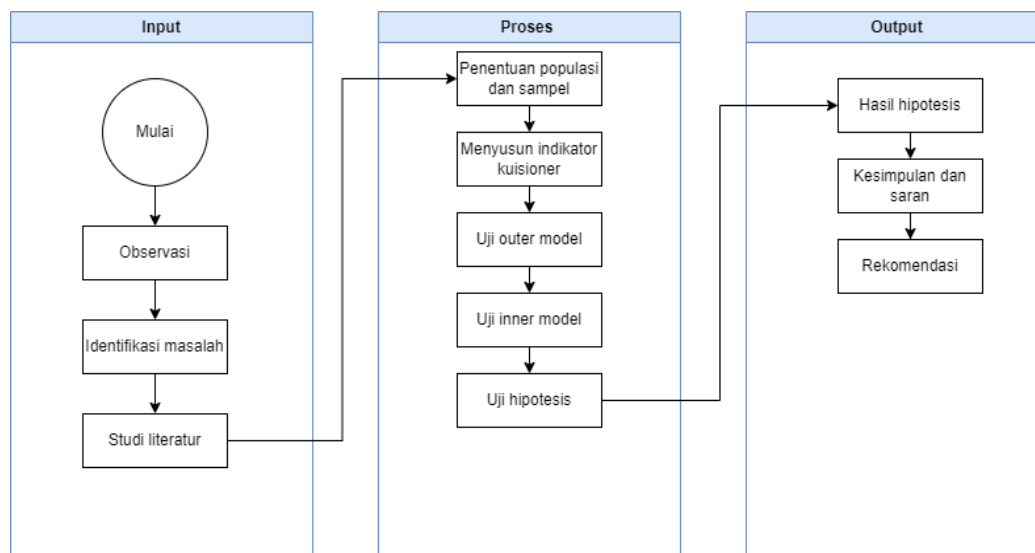 Input
Mulai
Observasi
Identifikasi masalah
Studi literatur
Proses
Penentuan populasi
dan sampel
Menyusun indikator
kuisioner
Uji outer model
Uji inner model
Uji hipotesis
Output
Hasil hipotesis
Kesimpulan dan
saran
Rekomendasi